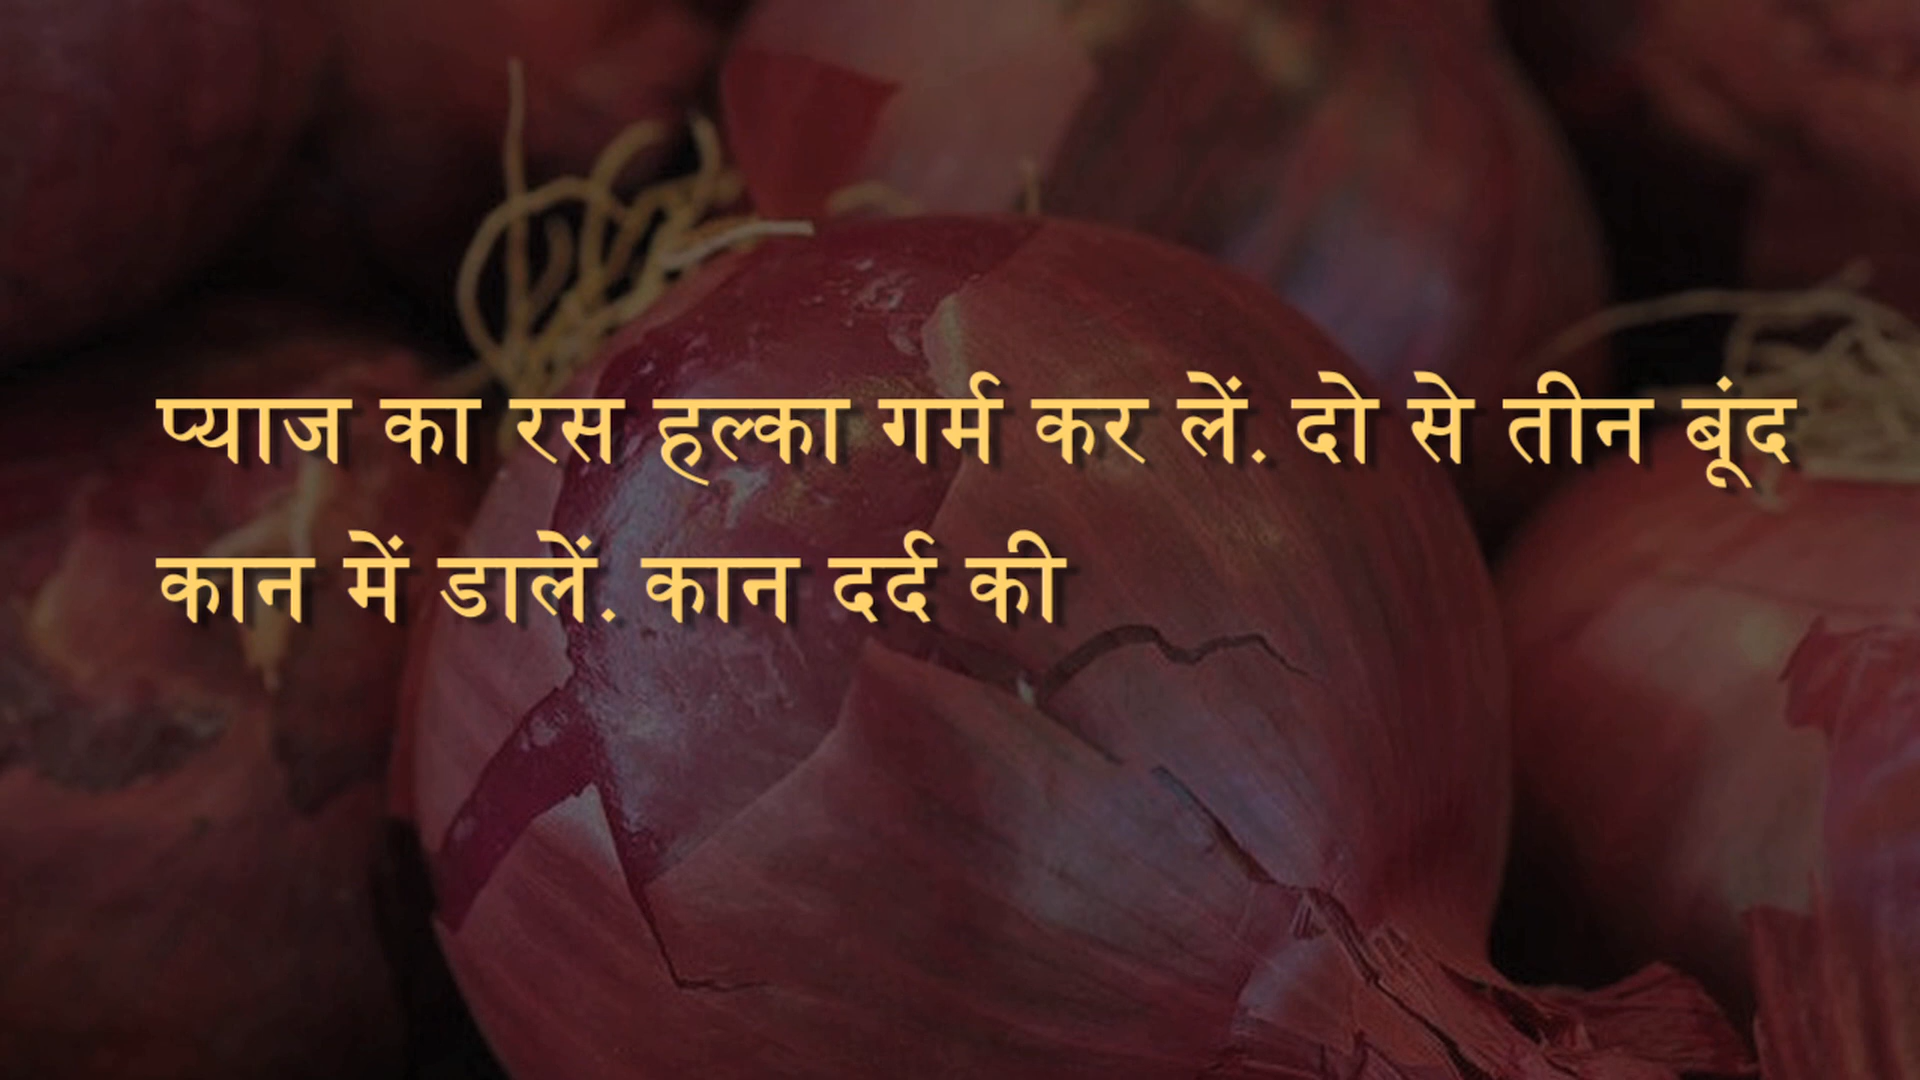 प्याज का रस हल्का गर्म कर लें. दो से तीन बूंद
कान में डालें. कान दर्द की